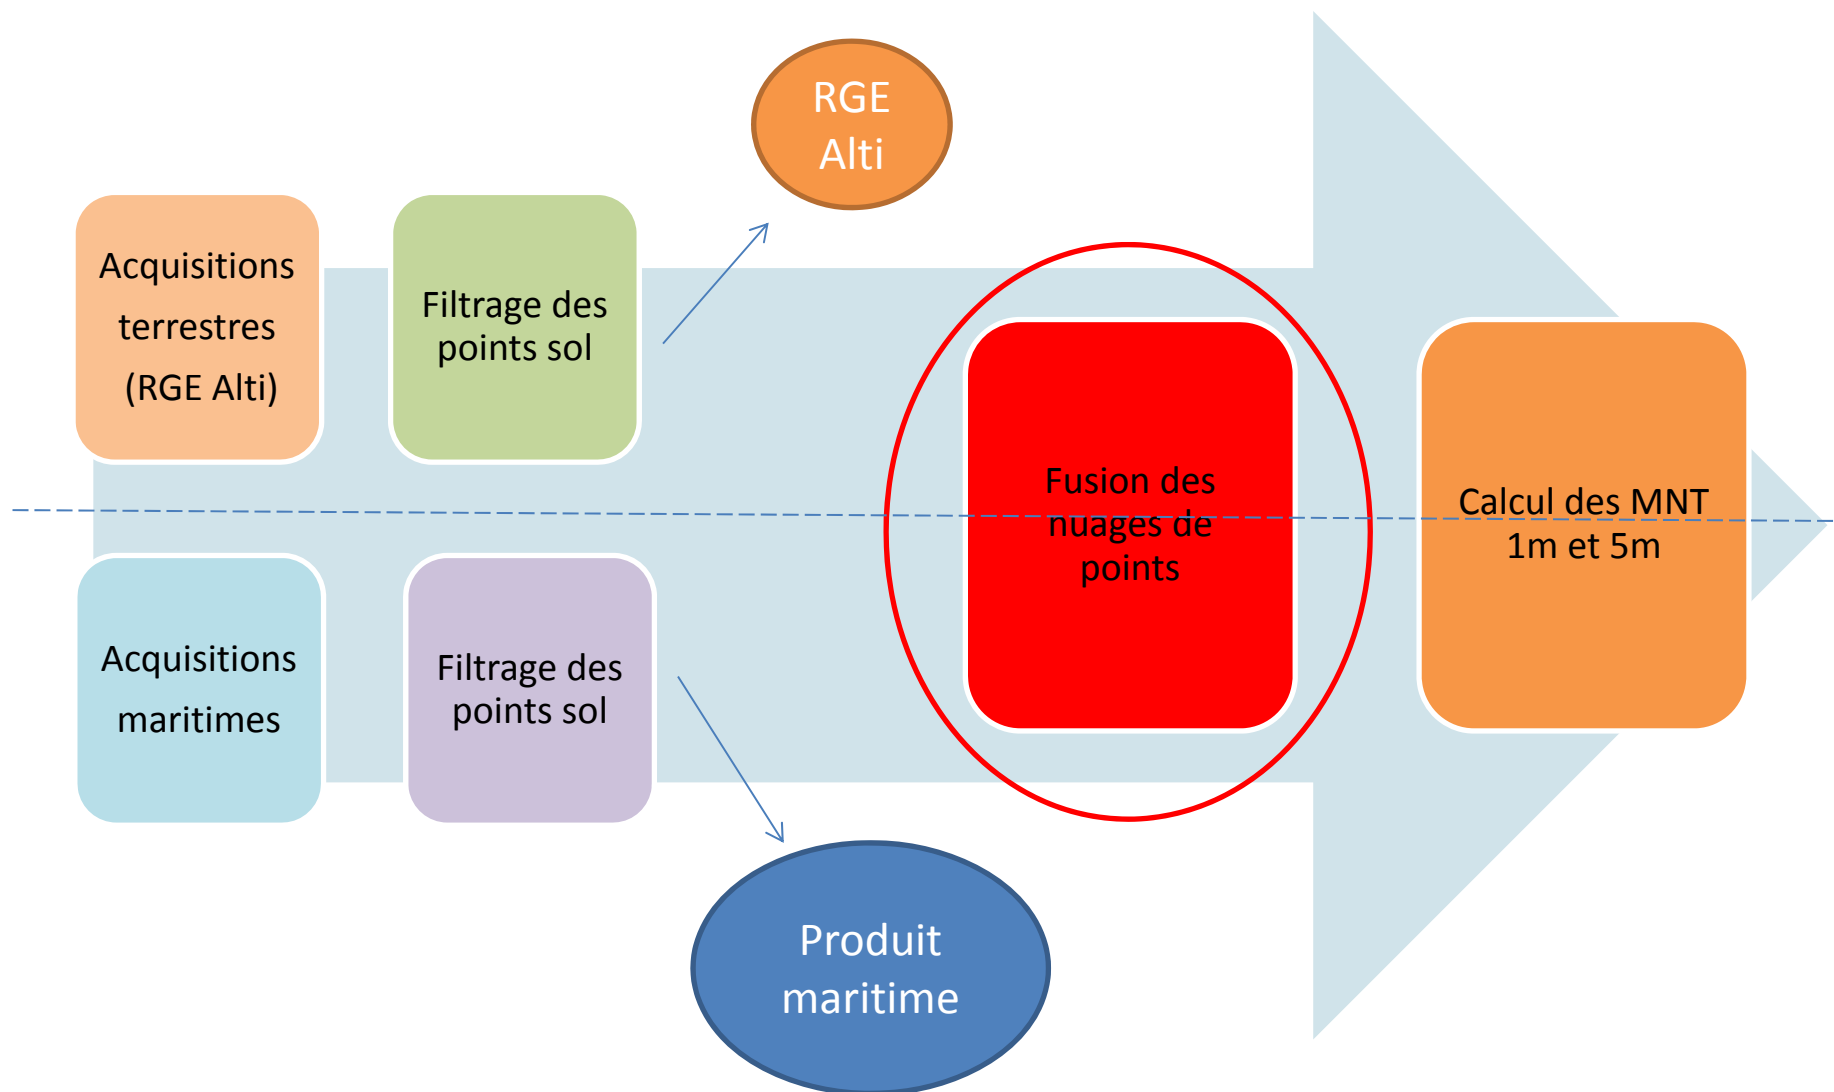 RGE
Alti
Acquisitions
terrestres
(RGE Alti)
Filtrage des
points sol
Fusion des
nuages de
points
Calcul des MNT
1m et 5m
Acquisitions
maritimes
Filtrage des
points sol
Produit
maritime